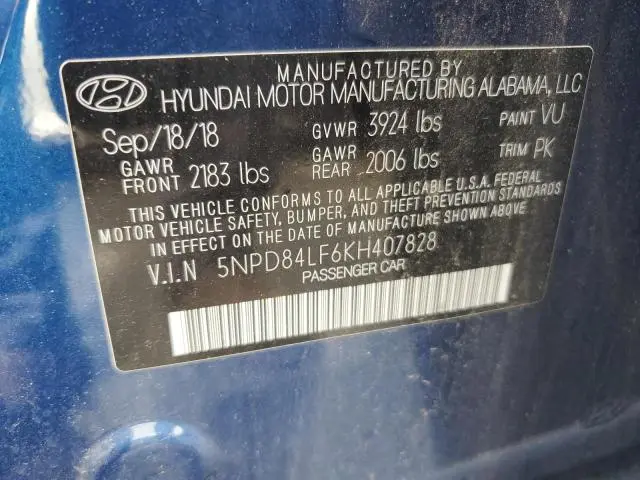 MANUFACTURED BY
HYUNDAI MOTOR MANUFACTURING ALABAMA, LLC
Sep/18/18 GVWR 3924 lbs PAINT VU
GAWR FRONT 2183 lbs GAWR REAR 2006 lbs TRIM PK
THIS VEHICLE CONFORMS TO ALL APPLICABLE U.S.A. FEDERAL
MOTOR VEHICLE SAFETY, BUMPER, AND THEFT PREVENTION STANDARDS
IN EFFECT ON THE DATE OF MANUFACTURE SHOWN ABOVE.
V.I.N 5NPD84LF6KH407828
PASSENGER CAR